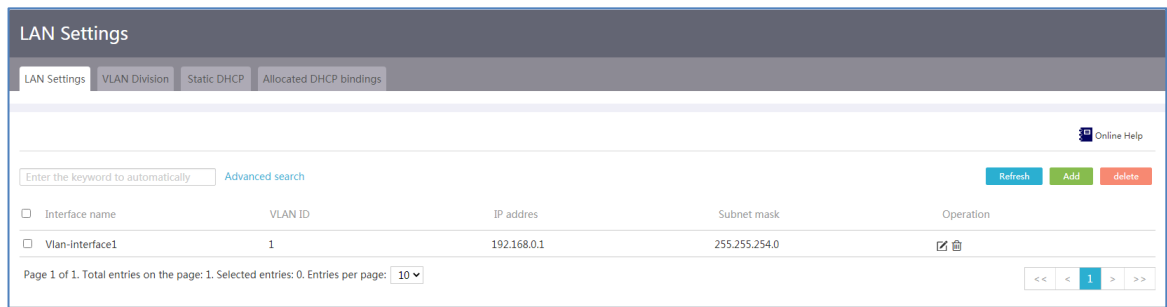 LAN Settings
LAN Settings VLAN Division Static DHCP Allocated DHCP bindings
Online Help
Enter the keyword to automatically Advanced search Refresh Add delete
Interface name VLAN ID IP addres Subnet mask Operation
Vlan-interface1 1 192.168.0.1 255.255.254.0
Page 1 of 1. Total entries on the page: 1. Selected entries: 0. Entries per page: 10
<< < 1 > >>